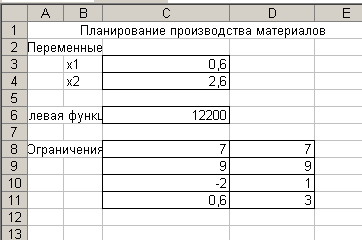 A B C D E
1 Планирование производства материалов
2 Переменные
3 x1 0,6
4 x2 2,6
5
6 левая функц 12200
7
8 Ограничения 7 7
9 9 9
10 -2 1
11 0,6 3
12
13